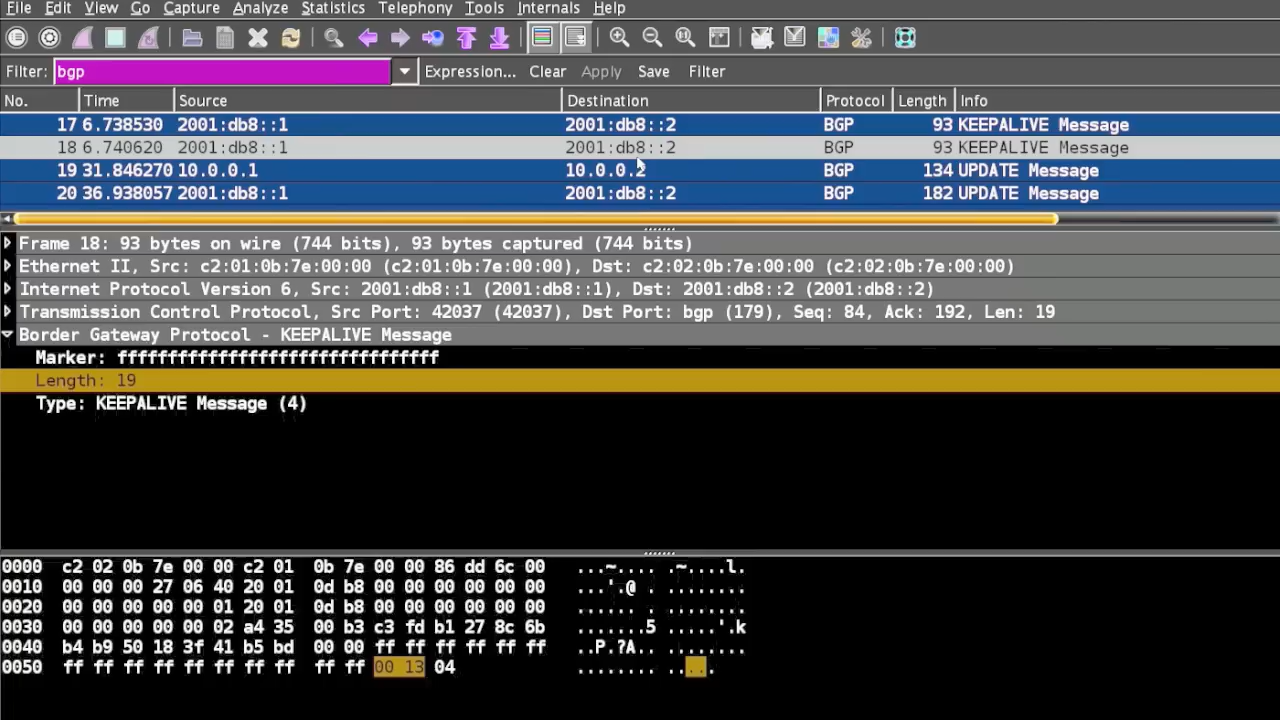 File Edit View Go Capture Analyze Statistics Telephony Tools Internals Help
Filter: bgp Expression... Clear Apply Save Filter
No. Time Source Destination Protocol Length Info
17 6.738530 2001:db8::1 2001:db8::2 BGP 93 KEEPALIVE Message
18 6.740620 2001:db8::1 2001:db8::2 BGP 93 KEEPALIVE Message
19 31.846270 10.0.0.1 10.0.0.2 BGP 134 UPDATE Message
20 36.938057 2001:db8::1 2001:db8::2 BGP 182 UPDATE Message
Frame 18: 93 bytes on wire (744 bits), 93 bytes captured (744 bits)
Ethernet II, Src: c2:01:0b:7e:00:00 (c2:01:0b:7e:00:00), Dst: c2:02:0b:7e:00:00 (c2:02:0b:7e:00:00)
Internet Protocol Version 6, Src: 2001:db8::1 (2001:db8::1), Dst: 2001:db8::2 (2001:db8::2)
Transmission Control Protocol, Src Port: 42037 (42037), Dst Port: bgp (179), Seq: 84, Ack: 192, Len: 19
Border Gateway Protocol - KEEPALIVE Message
Marker: ffffffffffffffffffffffffffffffff
Length: 19
Type: KEEPALIVE Message (4)
0000 c2 02 0b 7e 00 00 c2 01 0b 7e 00 00 86 dd 6c 00 ...~.... .~....l.
0010 00 00 00 27 06 40 20 01 0d b8 00 00 00 00 00 00 ...'.@ . ........
0020 00 00 00 00 00 01 20 01 0d b8 00 00 00 00 00 00 ...... . ........
0030 00 00 00 00 00 02 a4 35 00 b3 c3 fd b1 27 8c 6b .......5 .....'.k
0040 b4 b9 50 18 3f 41 b5 bd 00 00 ff ff ff ff ff ff ..P.?A.. ........
0050 ff ff ff ff ff ff ff ff ff ff 00 13 04 ........ .....